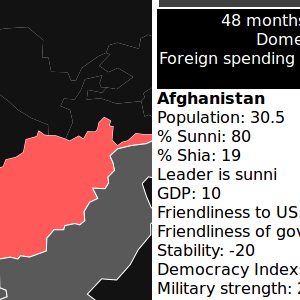 48 months
Dome
Foreign spending
Afghanistan
Population: 30.5
% Sunni: 80
% Shia: 19
Leader is sunni
GDP: 10
Friendliness to US:
Friendliness of gov
Stability: -20
Democracy Index:
Military strength: 2